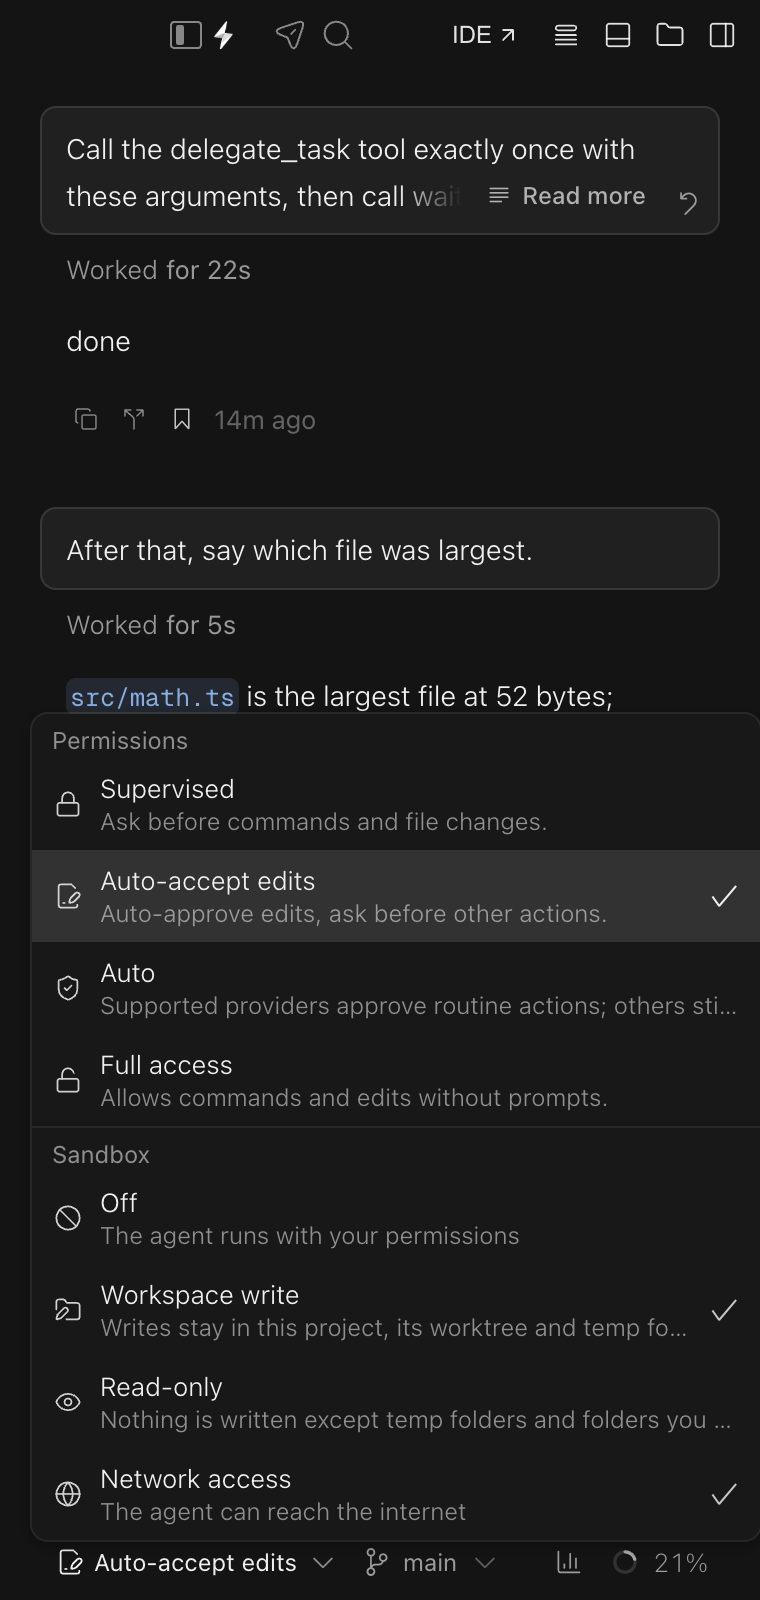 IDE
Call the delegate_task tool exactly once with
these arguments, then call wait Read more
Worked for 22s
done
14m ago
After that, say which file was largest.
Worked for 5s
src/math.ts is the largest file at 52 bytes;
Permissions
Supervised
Ask before commands and file changes.
Auto-accept edits
Auto-approve edits, ask before other actions.
Auto
Supported providers approve routine actions; others sti...
Full access
Allows commands and edits without prompts.
Sandbox
Off
The agent runs with your permissions
Workspace write
Writes stay in this project, its worktree and temp fo...
Read-only
Nothing is written except temp folders and folders you ...
Network access
The agent can reach the internet
Auto-accept edits main 21%